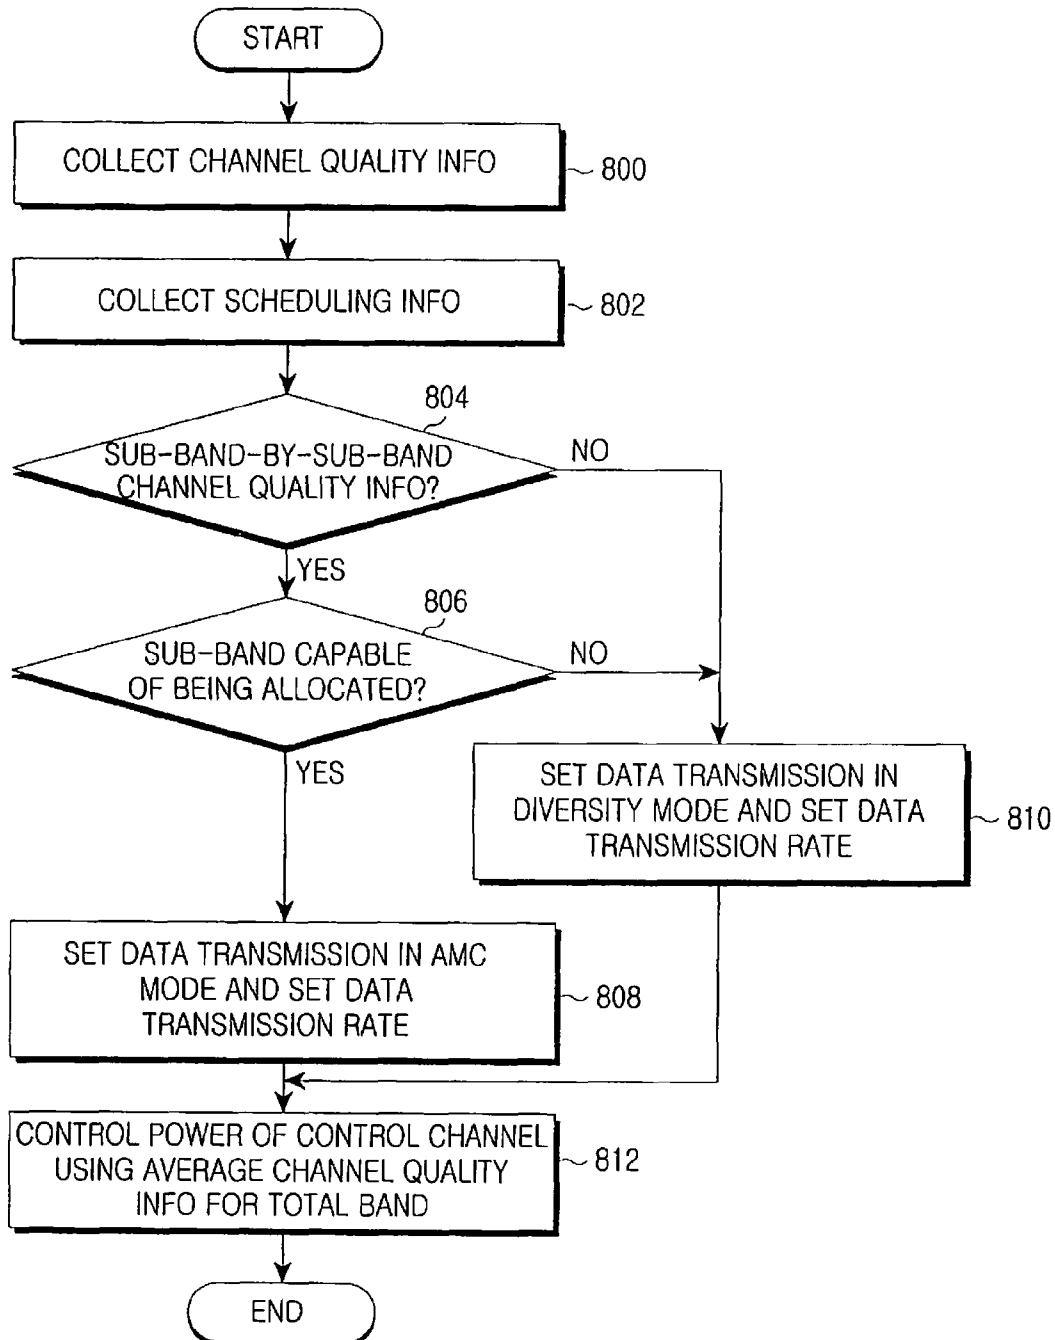 START
COLLECT CHANNEL QUALITY INFO
800
COLLECT SCHEDULING INFO
802
804
SUB-BAND-BY-SUB-BAND
CHANNEL QUALITY INFO?
NO
YES
806
SUB-BAND CAPABLE
OF BEING ALLOCATED?
NO
YES
SET DATA TRANSMISSION IN
DIVERSITY MODE AND SET DATA
TRANSMISSION RATE
810
SET DATA TRANSMISSION IN AMC
MODE AND SET DATA
TRANSMISSION RATE
808
CONTROL POWER OF CONTROL CHANNEL
USING AVERAGE CHANNEL QUALITY
INFO FOR TOTAL BAND
812
END